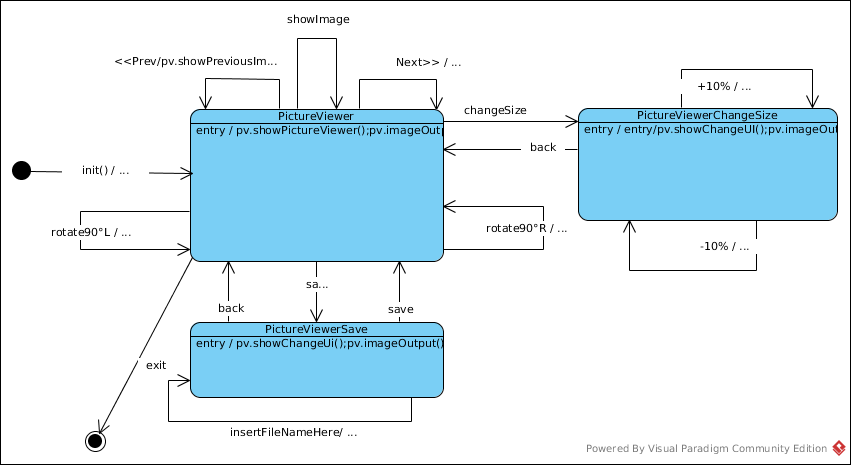 showImage
<<Prev/pv.showPreviousIm...
Next>> / ...
+10% / ...
changeSize
PictureViewer
entry / pv.showPictureViewer();pv.imageOutp
PictureViewerChangeSize
entry / entry/pv.showChangeUI();pv.imageOut
back
init() / ...
rotate90°L / ...
rotate90°R / ...
-10% / ...
sa...
back
save
PictureViewerSave
entry / pv.showChangeUi();pv.imageOutput()
exit
insertFileNameHere/ ...
Powered By Visual Paradigm Community Edition